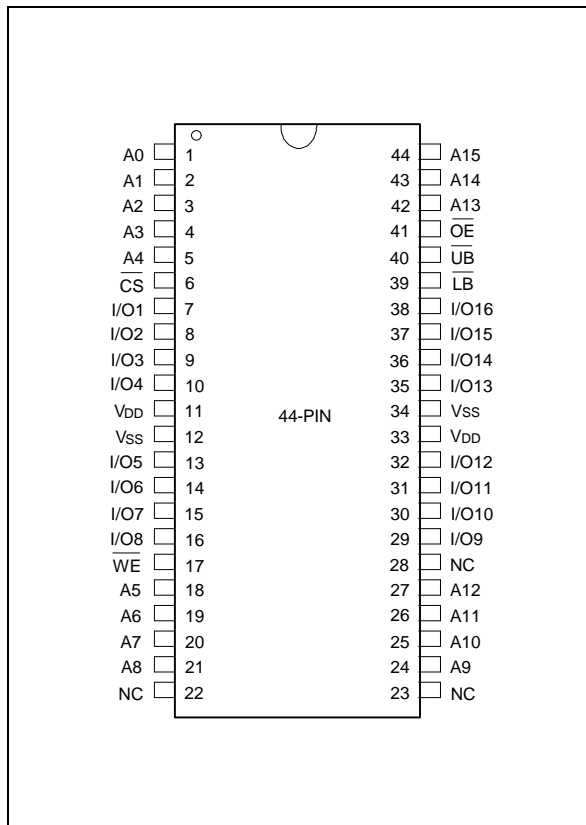 A0 1 44 A15
A1 2 43 A14
A2 3 42 A13
A3 4 41 OE
A4 5 40 UB
CS 6 39 LB
I/O1 7 38 I/O16
I/O2 8 37 I/O15
I/O3 9 36 I/O14
I/O4 10 35 I/O13
VDD 11 44-PIN 34 VSS
VSS 12 33 VDD
I/O5 13 32 I/O12
I/O6 14 31 I/O11
I/O7 15 30 I/O10
I/O8 16 29 I/O9
WE 17 28 NC
A5 18 27 A12
A6 19 26 A11
A7 20 25 A10
A8 21 24 A9
NC 22 23 NC